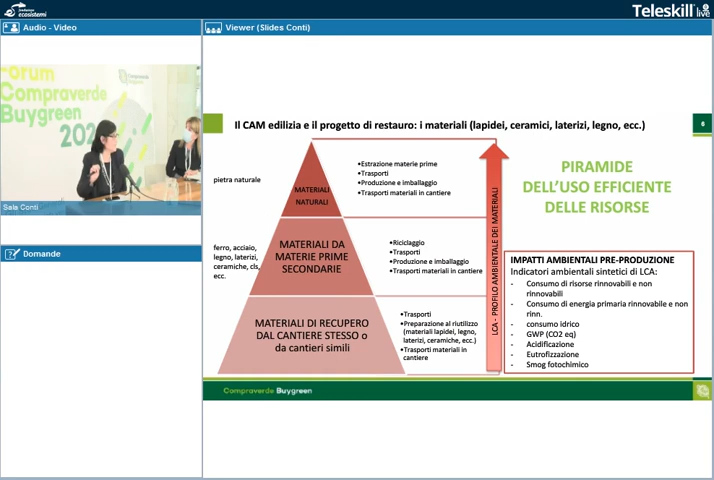 fondazione
ecosistemi
Teleskill live
Audio - Video
Viewer (Slides Conti)
Forum
Compraverde
Buygreen
202
Sala Conti
Domande
Il CAM edilizia e il progetto di restauro: i materiali (lapidei, ceramici, laterizi, legno, ecc.)
8
pietra naturale
MATERIALI
NATURALI
•Estrazione materie prime
•Trasporti
•Produzione e imballaggio
•Trasporti materiali in cantiere
ferro, acciaio,
legno, laterizi,
ceramiche, cls,
ecc.
MATERIALI DA
MATERIE PRIME
SECONDARIE
•Riciclaggio
•Trasporti
•Produzione e imballaggio
•Trasporti materiali in cantiere
MATERIALI DI RECUPERO
DAL CANTIERE STESSO o
da cantieri simili
•Trasporti
•Preparazione al riutilizzo
(materiali lapidei, legno,
laterizi, ceramiche, ecc.)
•Trasporti materiali in
cantiere
LCA - PROFILO AMBIENTALE DEI MATERIALI
PIRAMIDE
DELL'USO EFFICIENTE
DELLE RISORSE
IMPATTI AMBIENTALI PRE-PRODUZIONE
Indicatori ambientali sintetici di LCA:
- Consumo di risorse rinnovabili e non
rinnovabili
- Consumo di energia primaria rinnovabile e non
rinn.
- consumo idrico
- GWP (CO2 eq)
- Acidificazione
- Eutrofizzazione
- Smog fotochimico
Compraverde Buygreen